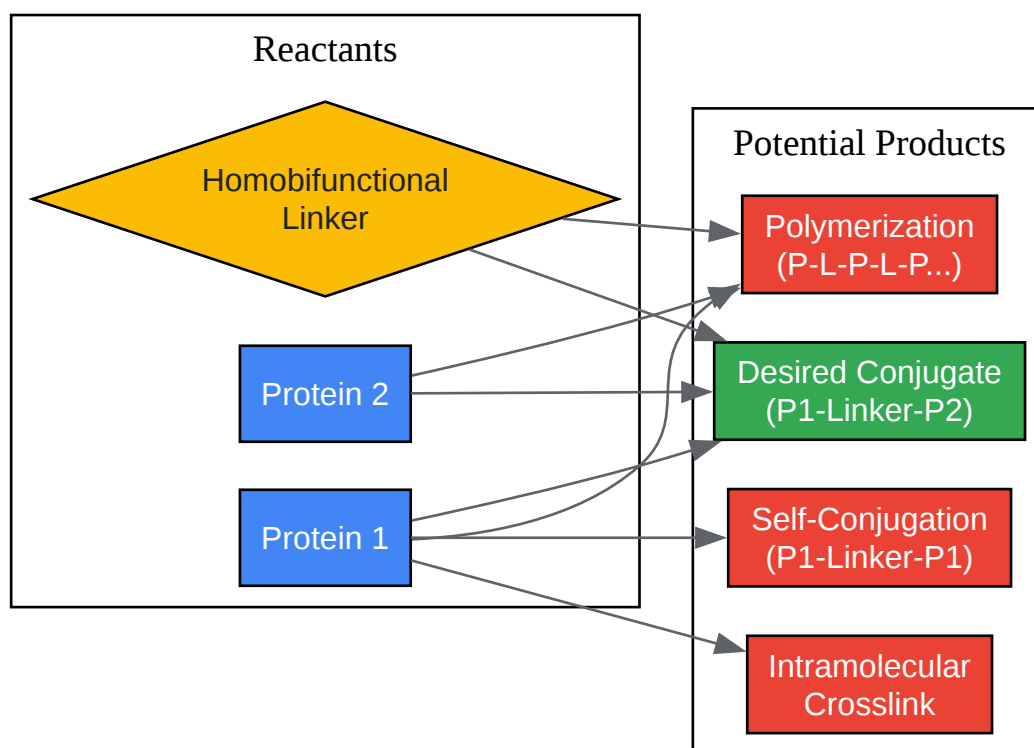 Reactants
Homobifunctional
Linker
Protein 2
Protein 1
Potential Products
Polymerization
(P-L-P-L-P...)
Desired Conjugate
(P1-Linker-P2)
Self-Conjugation
(P1-Linker-P1)
Intramolecular
Crosslink